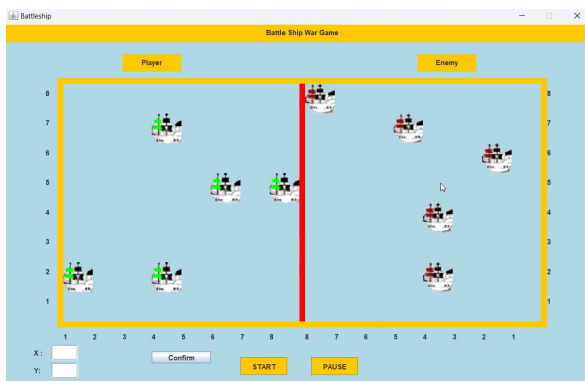 Battleship
Battle Ship War Game
Player Enemy
8 8
7 7
6 6
5 5
4 4
3 3
2 2
1 1
1 2 3 4 5 6 7 8 8 7 6 5 4 3 2 1
X :
Confirm
Y:
START PAUSE